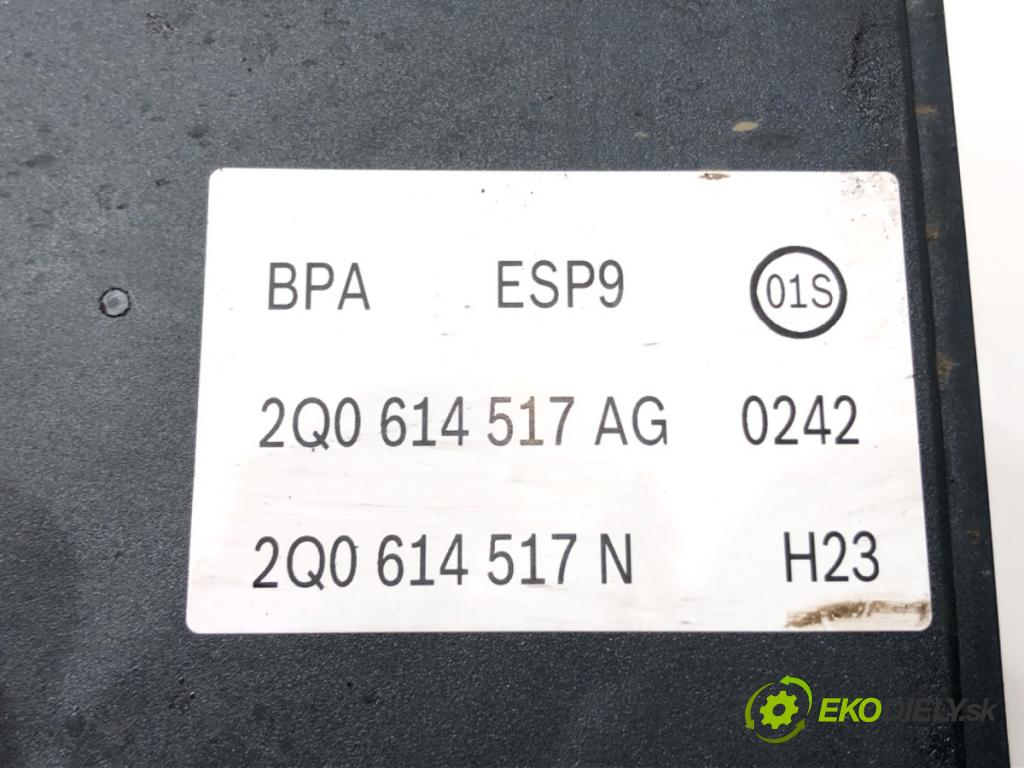 BPA ESP9 01S
2Q0 614 517 AG 0242
2Q0 614 517 N H23
EKODIELY.sk